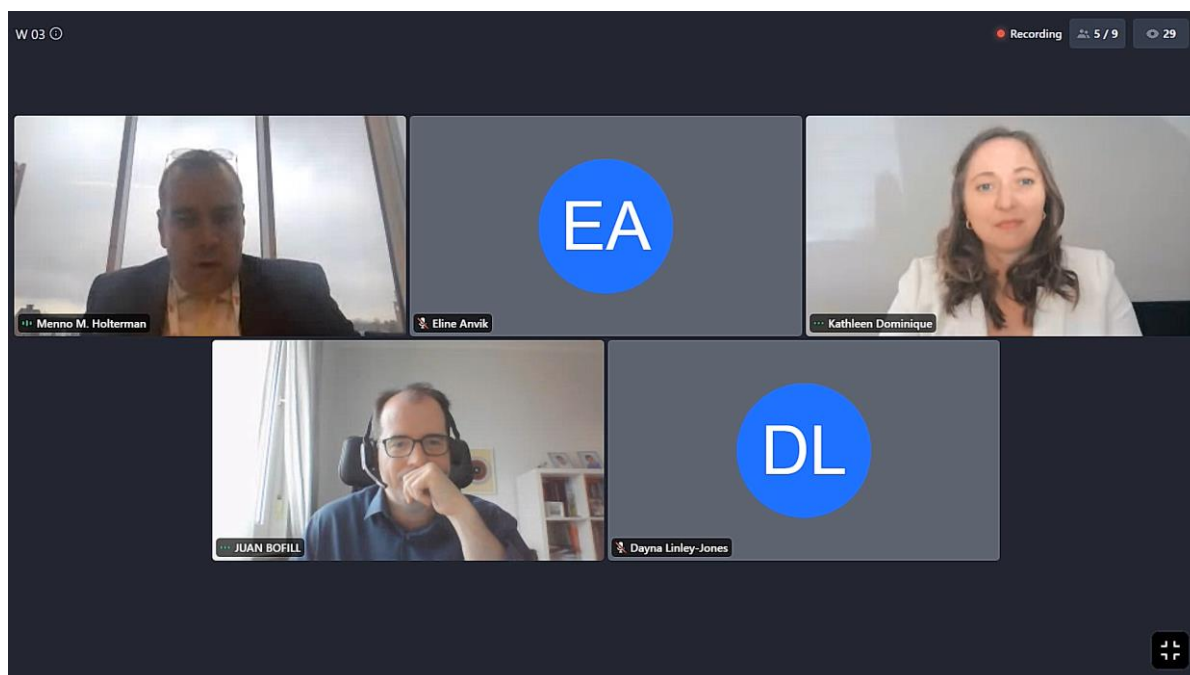 W 03
Recording
5 / 9
29
EA
Menno M. Holterman
Eline Anvik
Kathleen Dominique
DL
JUAN BOFILL
Dayna Linley-Jones